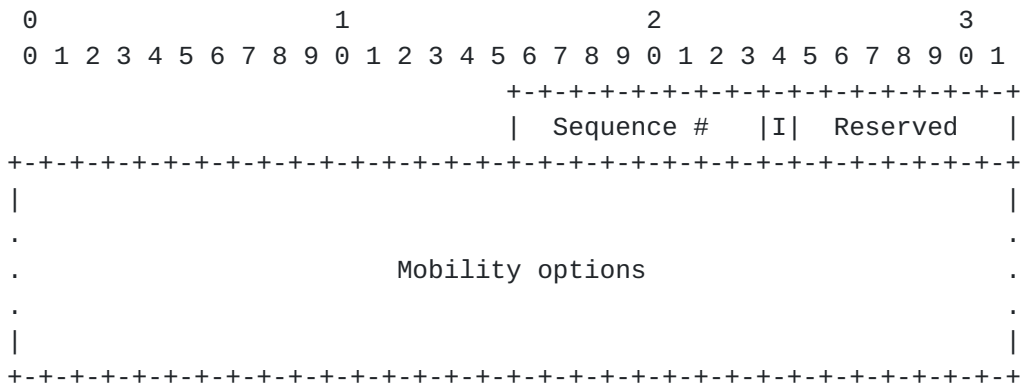 0                   1                   2                   3
 0 1 2 3 4 5 6 7 8 9 0 1 2 3 4 5 6 7 8 9 0 1 2 3 4 5 6 7 8 9 0 1
                                +-+-+-+-+-+-+-+-+-+-+-+-+-+-+-+-+
                                |  Sequence #   |I|  Reserved   |
+-+-+-+-+-+-+-+-+-+-+-+-+-+-+-+-+-+-+-+-+-+-+-+-+-+-+-+-+-+-+-+-+
|                                                               |
.                                                               .
.                        Mobility options                       .
.                                                               .
|                                                               |
+-+-+-+-+-+-+-+-+-+-+-+-+-+-+-+-+-+-+-+-+-+-+-+-+-+-+-+-+-+-+-+-+